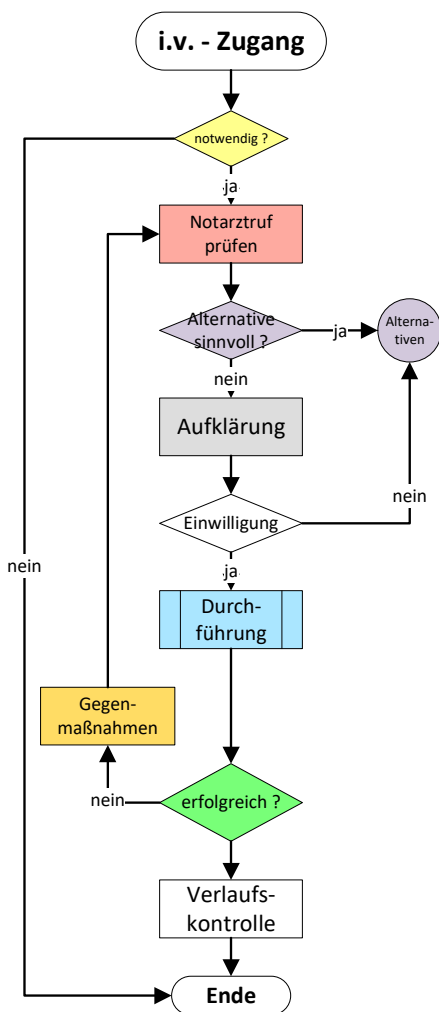 i.v. - Zugang
notwendig ?
ja
Notarztruf
prüfen
Alternative
sinnvoll ?
ja
Alterna-
tiven
nein
Aufklärung
Einwilligung
nein
ja
nein
Durch-
führung
Gegen-
maßnahmen
nein
erfolgreich ?
Verlaufs-
kontrolle
Ende